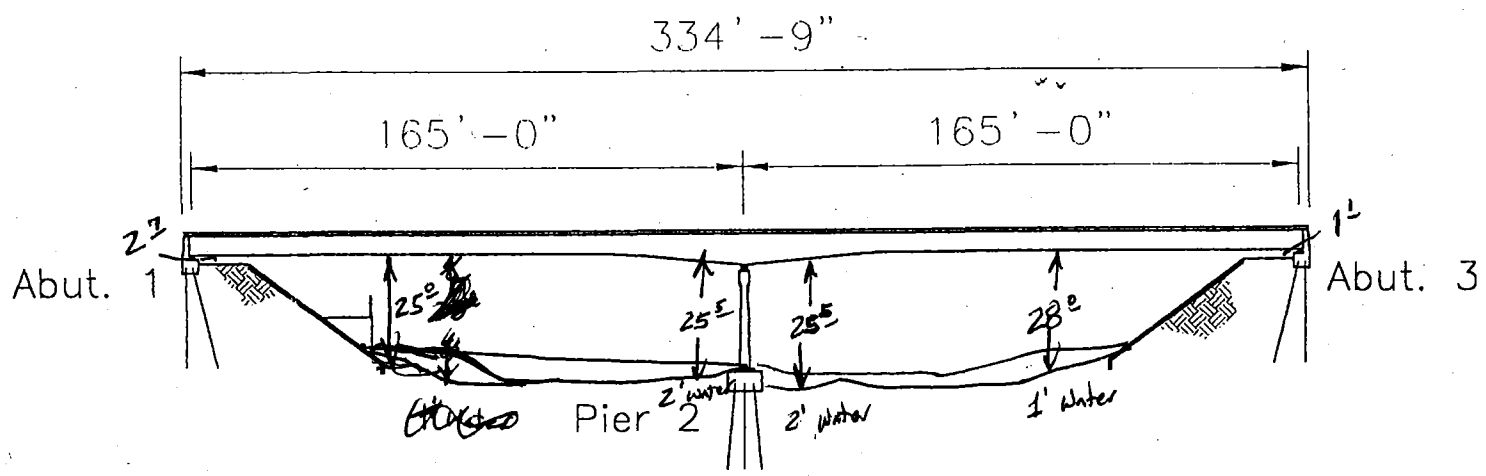 334'-9"
165'-0" 165'-0"
2⁷ 1¹
Abut. 1 Abut. 3
25⁰ 25⁵ 25⁵ 28⁰
2' water 2' water 1' water
Pier 2